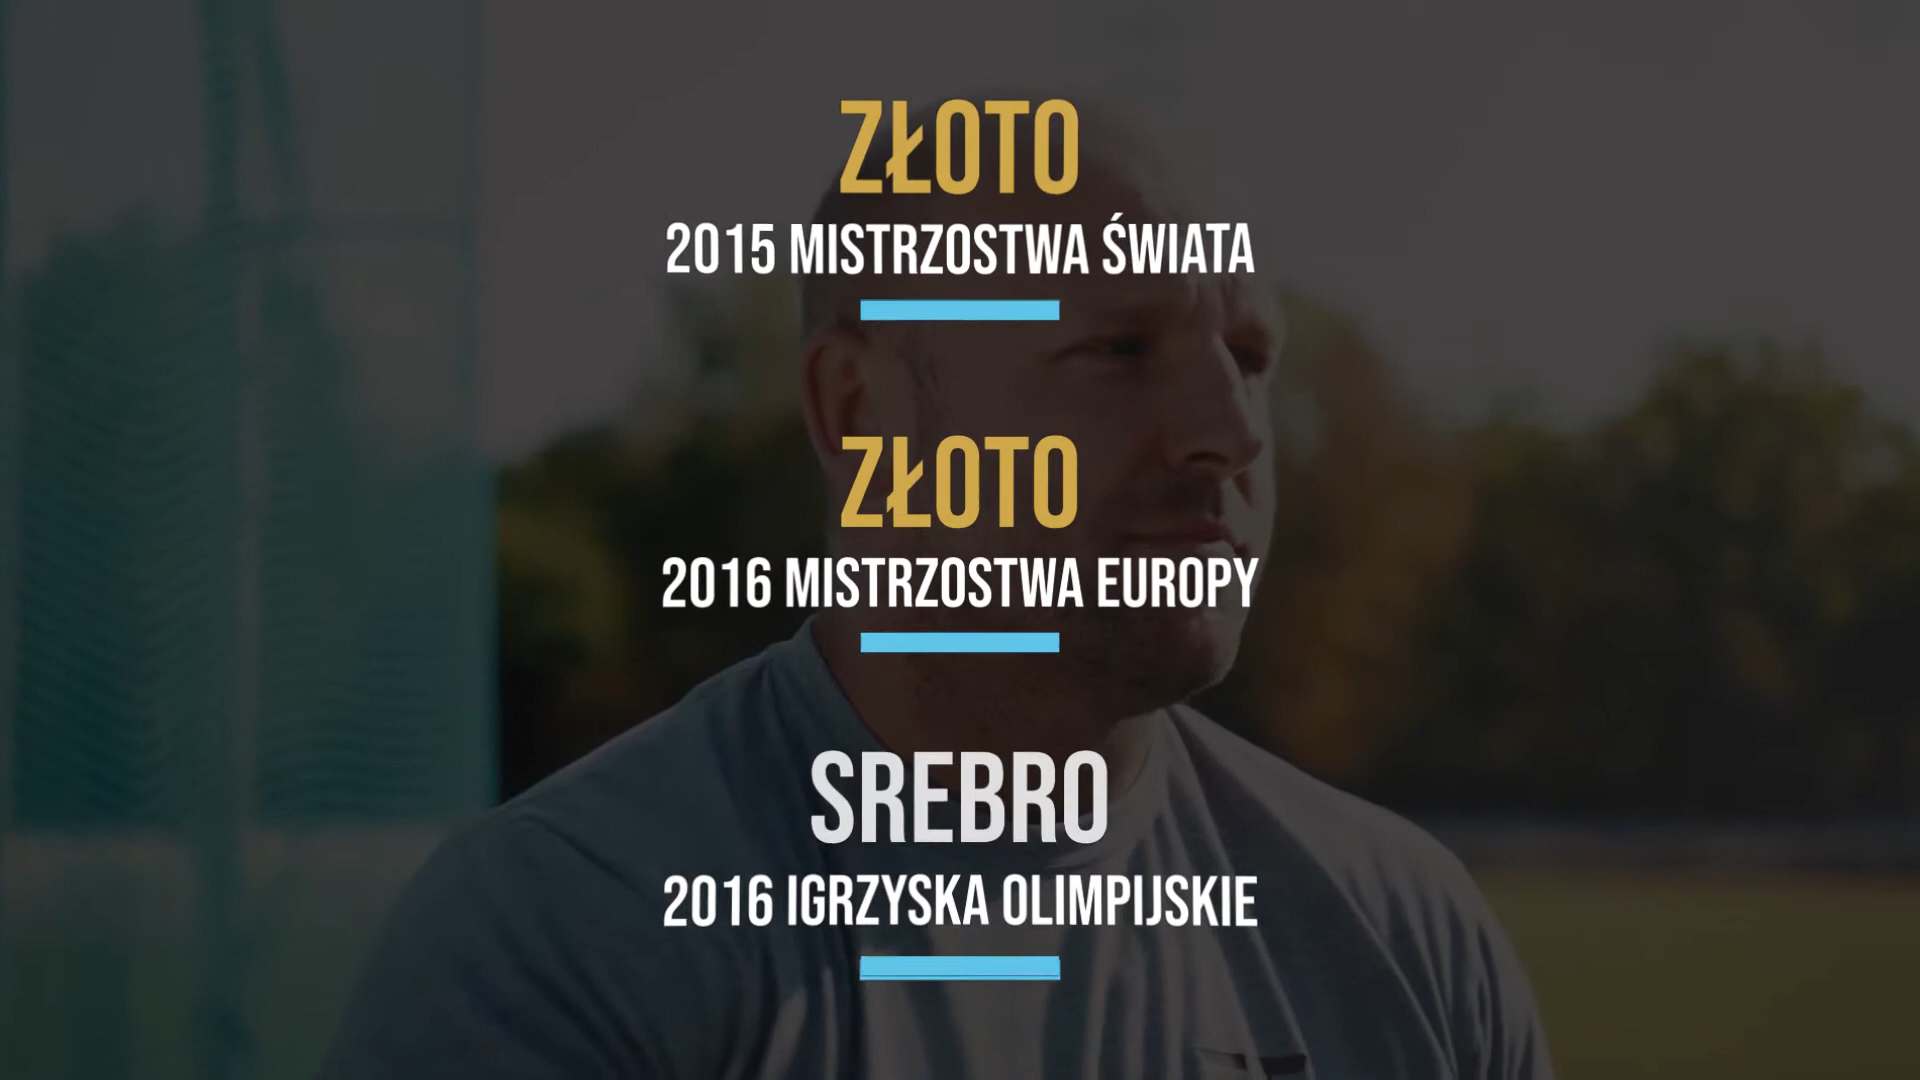 ZŁOTO
2015 MISTRZOSTWA ŚWIATA
ZŁOTO
2016 MISTRZOSTWA EUROPY
SREBRO
2016 IGRZYSKA OLIMPIJSKIE